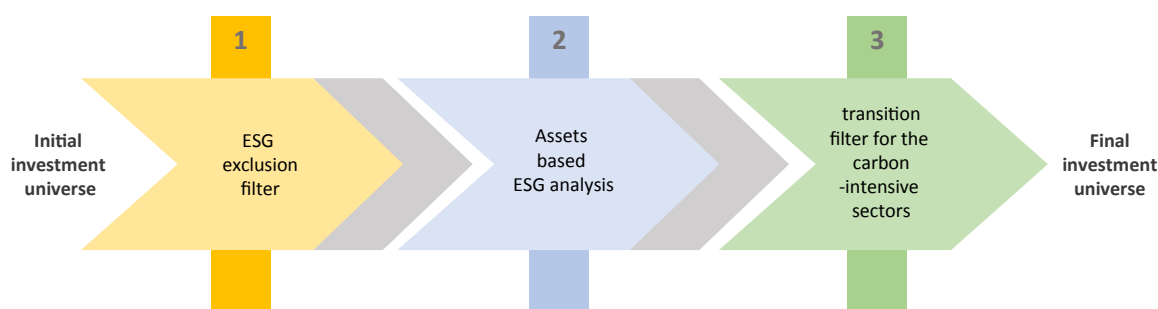 1
2
3
Initial
investment
universe
ESG
exclusion
filter
Assets
based
ESG analysis
transition
filter for the
carbon
-intensive
sectors
Final
investment
universe